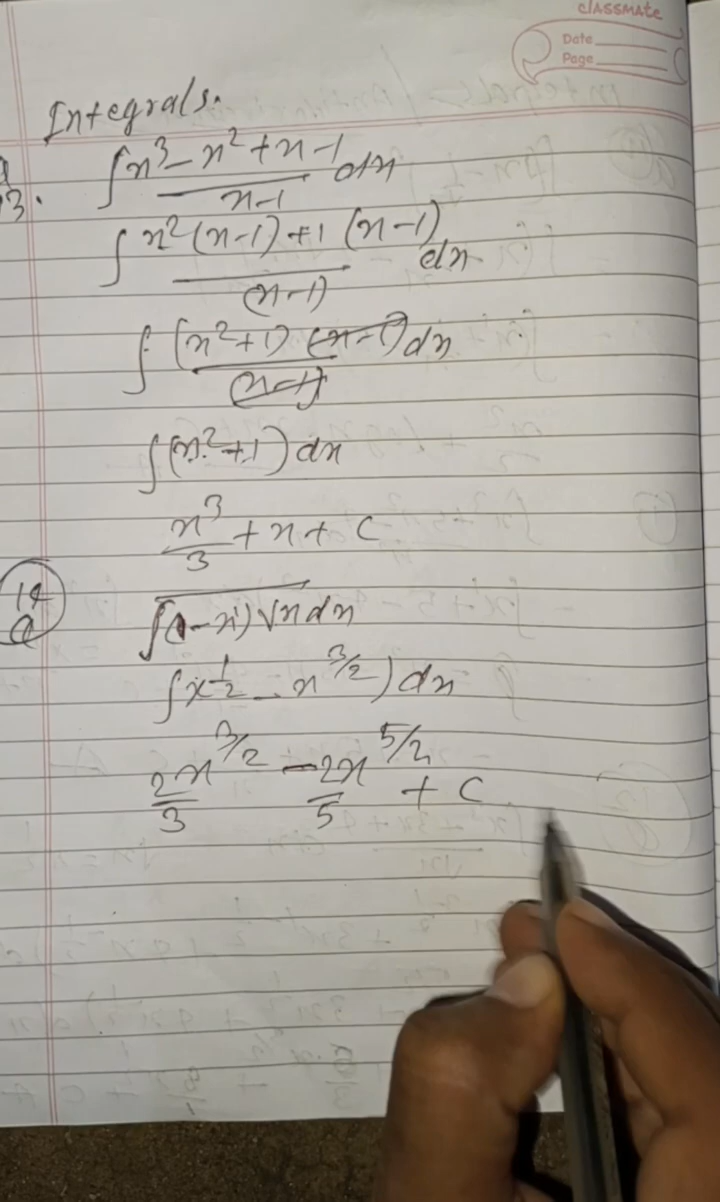 classmate
Date
Page
Integrals.
Q
13. ∫ x³ - x² + x - 1 / x - 1 dx
∫ x² (x-1) + 1 (x-1) / (x-1) dx
∫ (x²+1) (x-1) / (x-1) dx
∫ (x²+1) dx
x³/3 + x + C
14
Q ∫ (1-x) √x dx
∫ x^1/2 - x^3/2) dx
2/3 x^3/2 - 2/5 x^5/2 + C